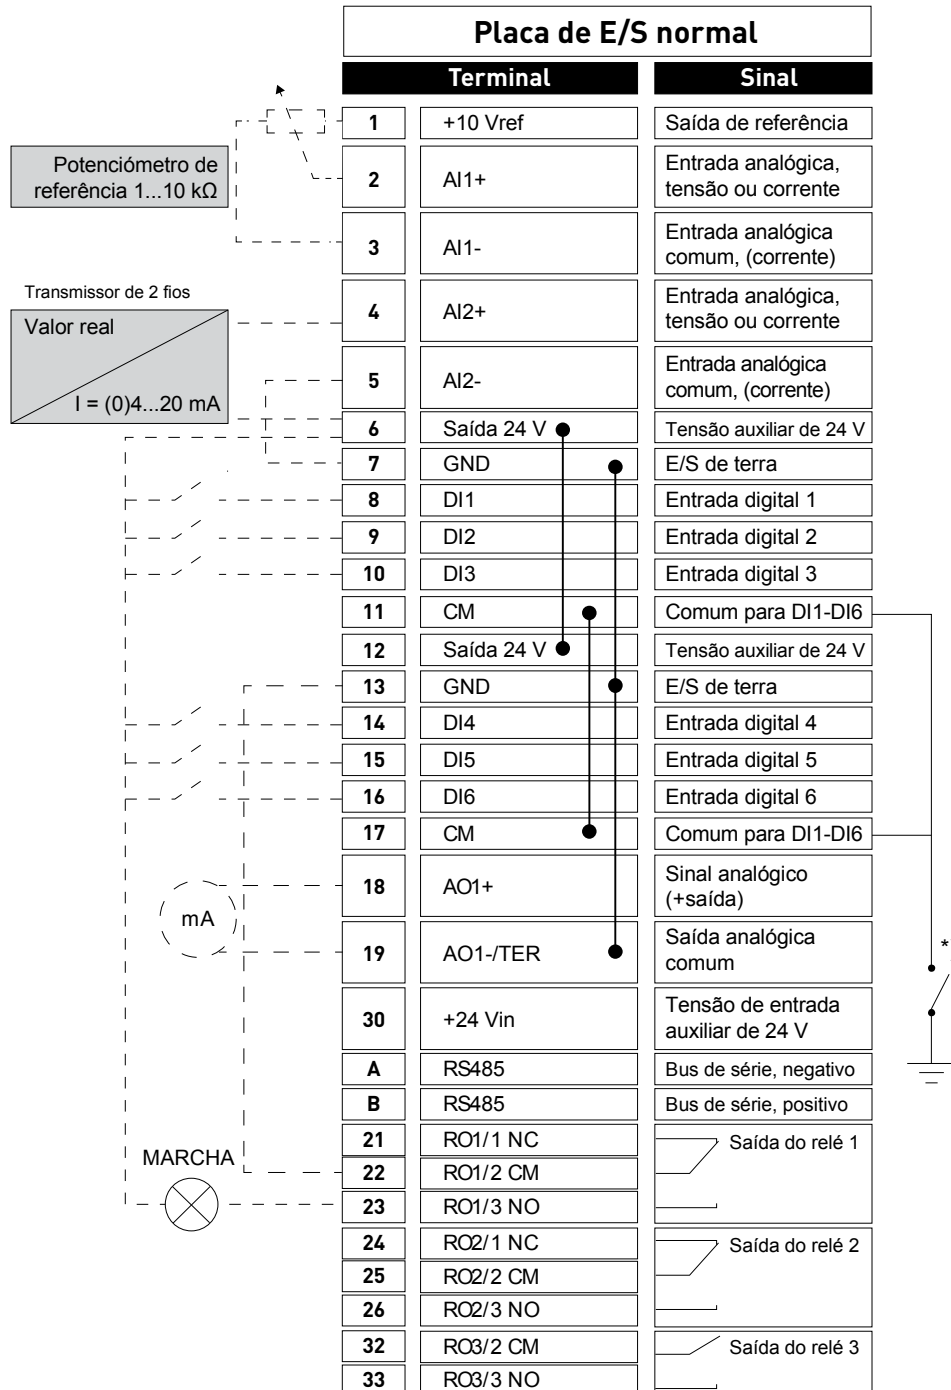 Placa de E/S normal
Terminal Sinal
1 +10 Vref Saída de referência
Potenciómetro de
referência 1...10 kΩ
2 AI1+ Entrada analógica,
tensão ou corrente
3 AI1- Entrada analógica
comum, (corrente)
Transmissor de 2 fios
Valor real
I = (0)4...20 mA
4 AI2+ Entrada analógica,
tensão ou corrente
5 AI2- Entrada analógica
comum, (corrente)
6 Saída 24 V Tensão auxiliar de 24 V
7 GND E/S de terra
8 DI1 Entrada digital 1
9 DI2 Entrada digital 2
10 DI3 Entrada digital 3
11 CM Comum para DI1-DI6
12 Saída 24 V Tensão auxiliar de 24 V
13 GND E/S de terra
14 DI4 Entrada digital 4
15 DI5 Entrada digital 5
16 DI6 Entrada digital 6
17 CM Comum para DI1-DI6
mA
18 AO1+ Sinal analógico
(+saída)
19 AO1-/TER Saída analógica
comum
*
30 +24 Vin Tensão de entrada
auxiliar de 24 V
A RS485 Bus de série, negativo
B RS485 Bus de série, positivo
21 RO1/1 NC Saída do relé 1
MARCHA
22 RO1/2 CM
23 RO1/3 NO
24 RO2/1 NC Saída do relé 2
25 RO2/2 CM
26 RO2/3 NO
32 RO3/2 CM Saída do relé 3
33 RO3/3 NO